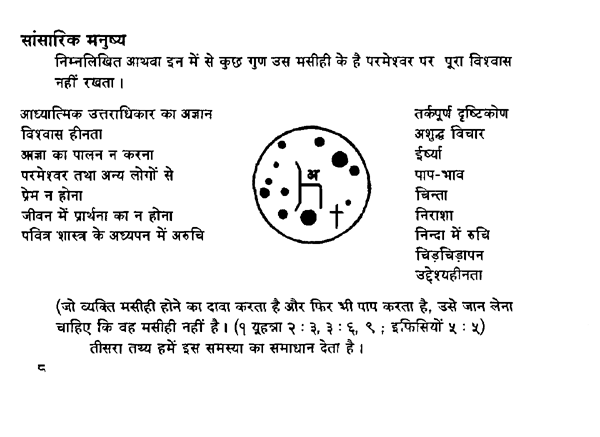 सांसारिक मनुष्य
निम्नलिखित आथवा इन में से कुछ गुण उस मसीही के है परमेश्वर पर पूरा विश्वास
नहीं रखता ।
आध्यात्मिक उत्तराधिकार का अज्ञान
विश्वास हीनता
आज्ञा का पालन न करना
परमेश्वर तथा अन्य लोगों से
प्रेम न होना
जीवन में प्रार्थना का न होना
पवित्र शास्त्र के अध्यपन में अरुचि
अ
तर्कपूर्ण दृष्टिकोण
अशुद्ध विचार
ईर्ष्या
पाप-भाव
चिन्ता
निराशा
निन्दा में रुचि
चिड़चिड़ापन
उद्देश्यहीनता
(जो व्यक्ति मसीही होने का दावा करता है और फिर भी पाप करता है, उसे जान लेना
चाहिए कि वह मसीही नहीं है । (१ यूहन्ना २ : ३, ३ : ६, ९ ; इफिसियों ५ : ५)
तीसरा तथ्य हमें इस समस्या का समाधान देता है ।
८